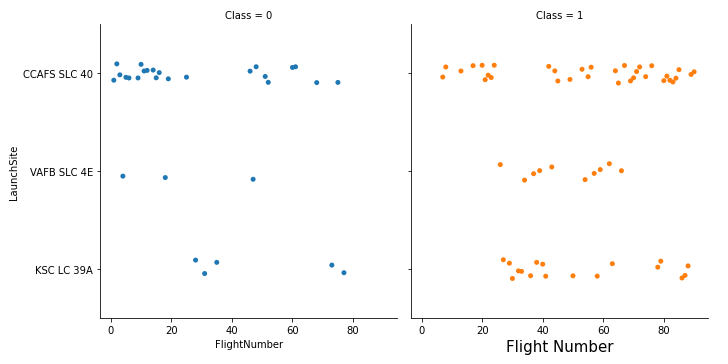 Class = 0
Class = 1
LaunchSite
CCAFS SLC 40
VAFB SLC 4E
KSC LC 39A
0 20 40 60 80
0 20 40 60 80
FlightNumber
Flight Number